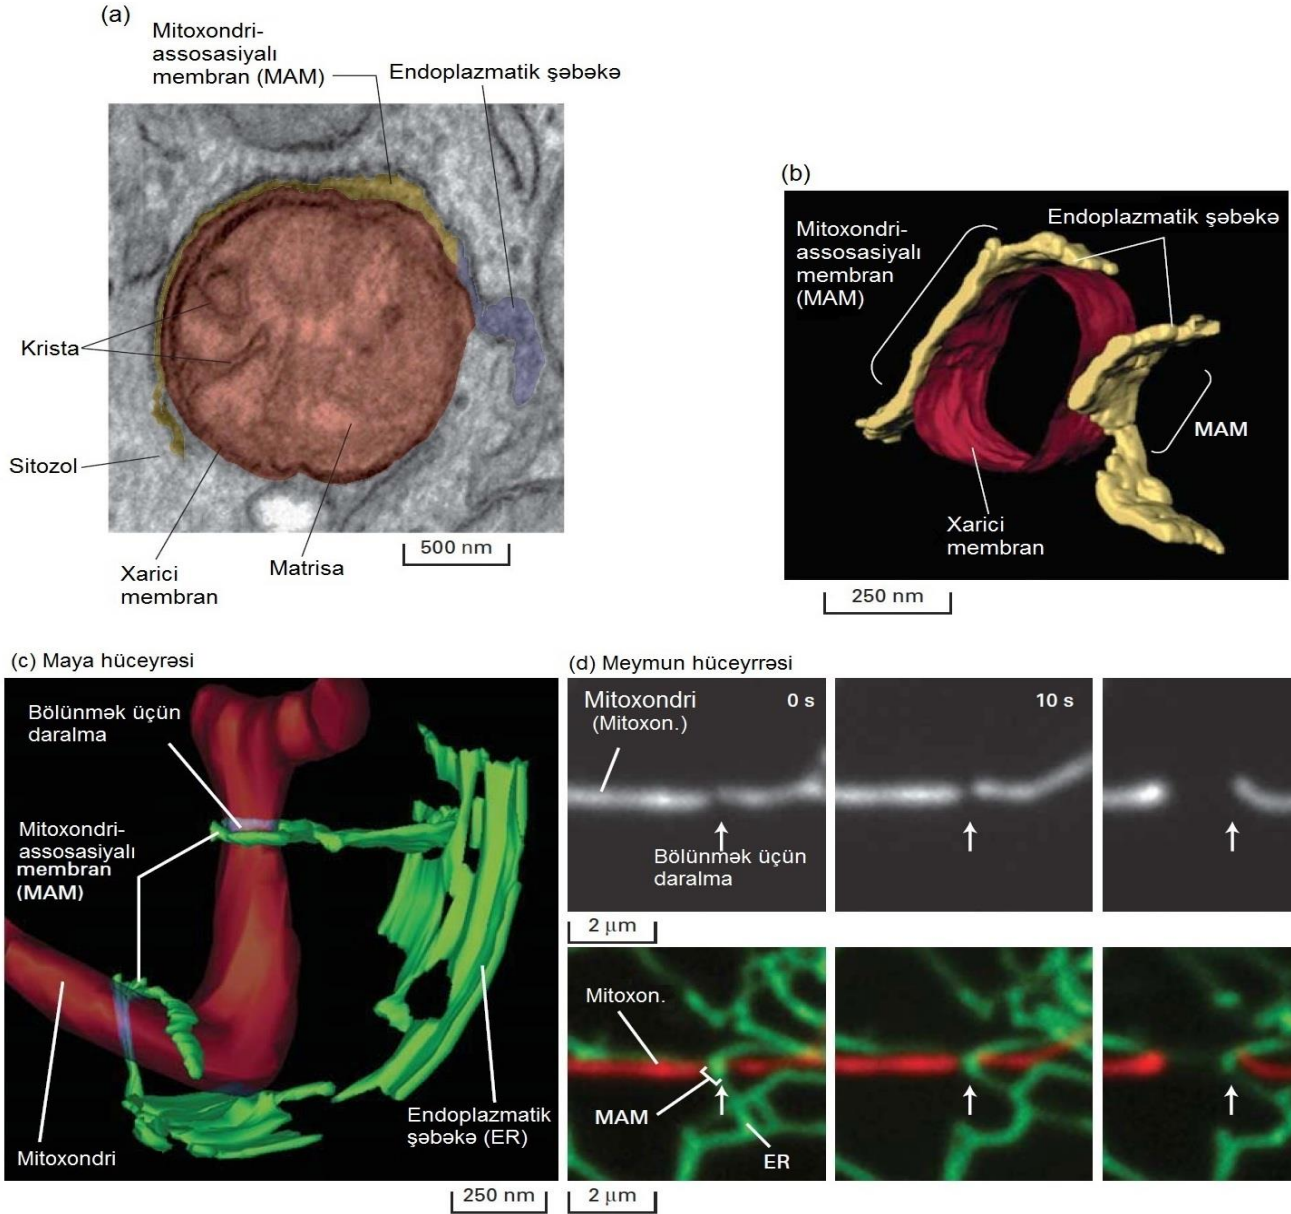 (a)
Mitoxondri-
assosasiyalı
membran (MAM)
Endoplazmatik şəbəkə
Krista
Sitozol
Xarici
membran
Matrisa
500 nm
(b)
Mitoxondri-
assosasiyalı
membran
(MAM)
Endoplazmatik şəbəkə
MAM
Xarici
membran
250 nm
(c) Maya hüceyrəsi
Bölünmək üçün
daralma
Mitoxondri-
assosasiyalı
membran
(MAM)
Mitoxondri
Endoplazmatik
şəbəkə (ER)
250 nm
(d) Meymun hüceyrrəsi
Mitoxondri
(Mitoxon.)
0 s
10 s
Bölünmək üçün
daralma
2 μm
Mitoxon.
MAM
ER
2 μm